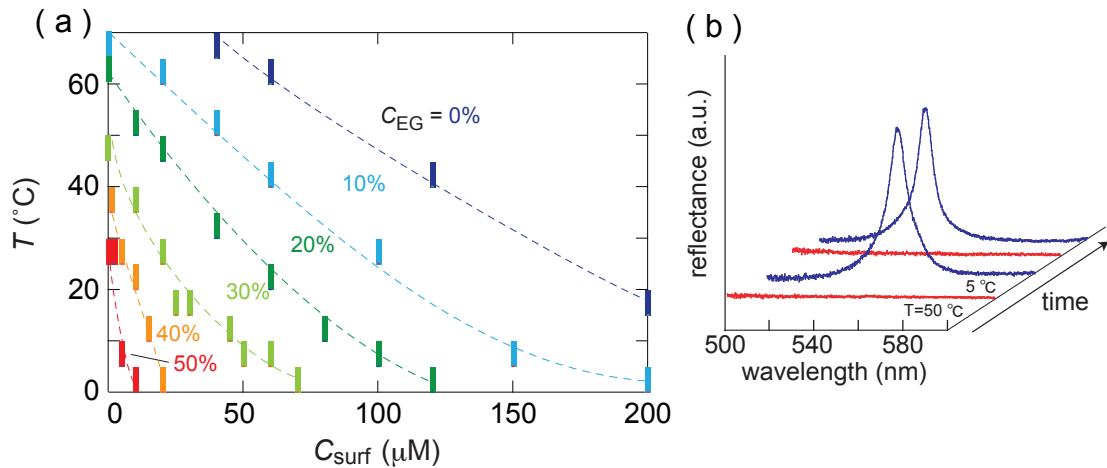 ( a )
T (°C)
60
40
20
0
0
50
100
150
200
C_surf (μM)
C_EG = 0%
10%
20%
30%
40%
50%
( b )
reflectance (a.u.)
5 °C
T=50 °C
time
500
540
580
wavelength (nm)